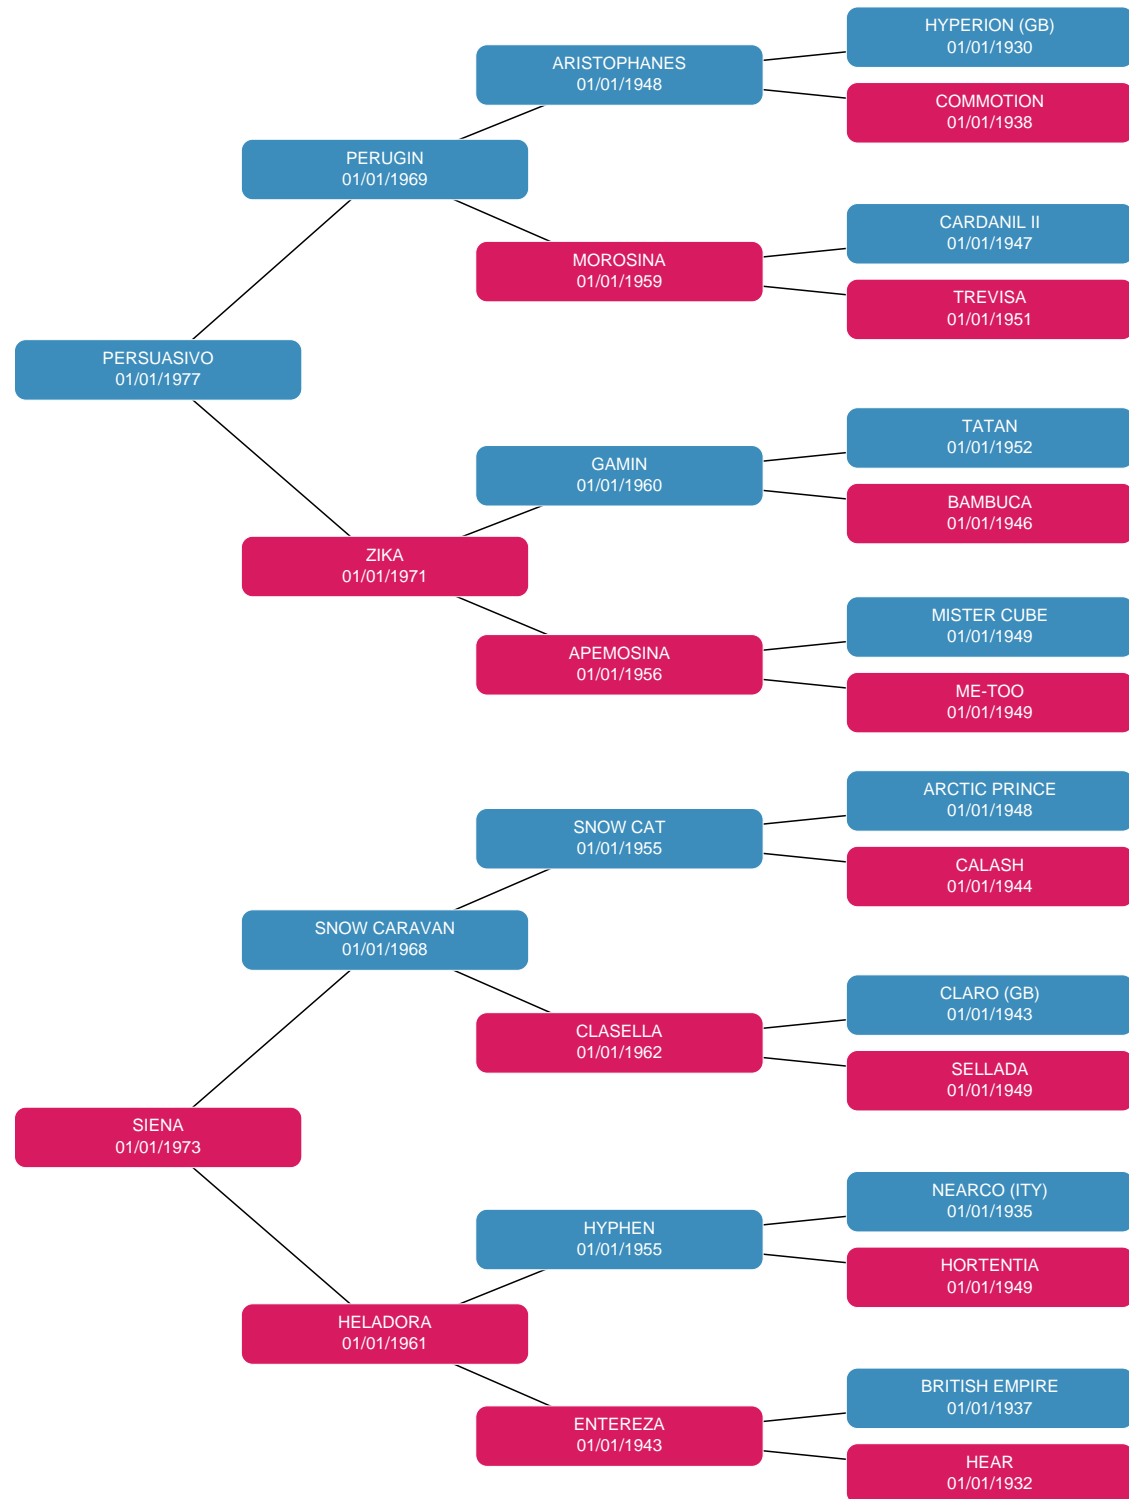 HYPERION (GB)
01/01/1930
ARISTOPHANES
01/01/1948
COMMOTION
01/01/1938
PERUGIN
01/01/1969
CARDANIL II
01/01/1947
MOROSINA
01/01/1959
TREVISA
01/01/1951
PERSUASIVO
01/01/1977
TATAN
01/01/1952
GAMIN
01/01/1960
BAMBUCA
01/01/1946
ZIKA
01/01/1971
MISTER CUBE
01/01/1949
APEMOSINA
01/01/1956
ME-TOO
01/01/1949
ARCTIC PRINCE
01/01/1948
SNOW CAT
01/01/1955
CALASH
01/01/1944
SNOW CARAVAN
01/01/1968
CLARO (GB)
01/01/1943
CLASELLA
01/01/1962
SELLADA
01/01/1949
SIENA
01/01/1973
NEARCO (ITY)
01/01/1935
HYPHEN
01/01/1955
HORTENTIA
01/01/1949
HELADORA
01/01/1961
BRITISH EMPIRE
01/01/1937
ENTEREZA
01/01/1943
HEAR
01/01/1932